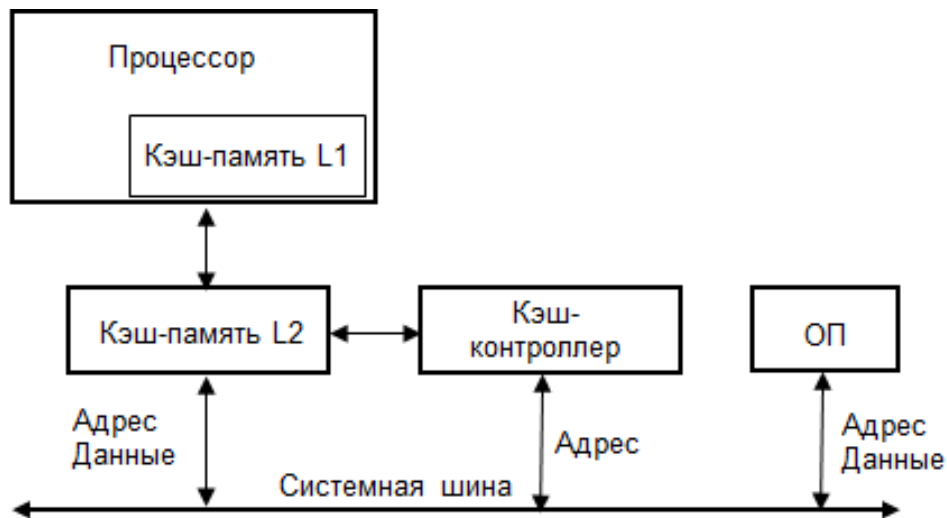 Процессор
Кэш-память L1
Кэш-память L2
Кэш-
контроллер
ОП
Адрес
Данные
Адрес
Адрес
Данные
Системная шина